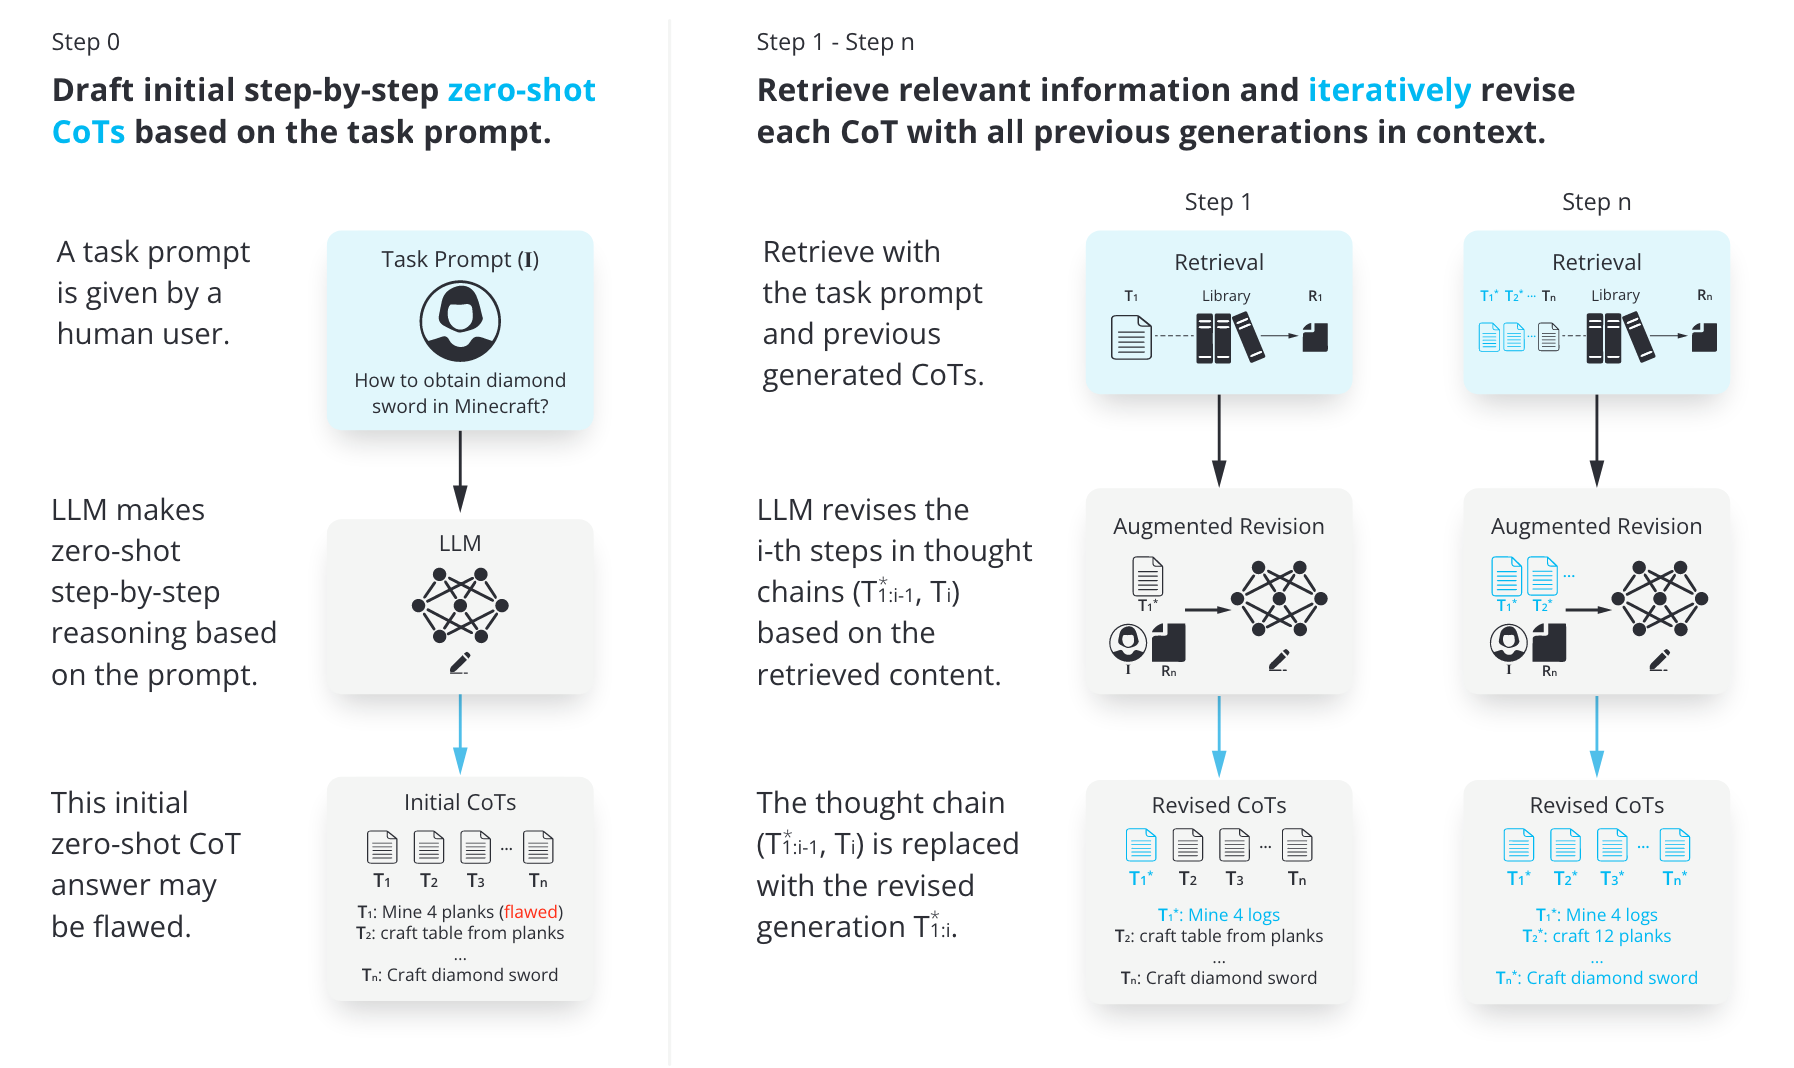 Step 0
Draft initial step-by-step zero-shot
CoTs based on the task prompt.
A task prompt
is given by a
human user.
Task Prompt (I)
How to obtain diamond
sword in Minecraft?
LLM makes
zero-shot
step-by-step
reasoning based
on the prompt.
LLM
This initial
zero-shot CoT
answer may
be flawed.
Initial CoTs
T₁ T₂ T₃ ... Tₙ
T₁: Mine 4 planks (flawed)
T₂: craft table from planks
...
Tₙ: Craft diamond sword
Step 1 - Step n
Retrieve relevant information and iteratively revise
each CoT with all previous generations in context.
Retrieve with
the task prompt
and previous
generated CoTs.
Step 1
Retrieval
T₁ Library R₁
Step n
Retrieval
T₁* T₂* ... Tₙ Library Rₙ
...
LLM revises the
i-th steps in thought
chains (T*1:i-1, Ti)
based on the
retrieved content.
Augmented Revision
T₁*
I Rₙ
Augmented Revision
...
T₁* T₂*
I Rₙ
The thought chain
(T*1:i-1, Ti) is replaced
with the revised
generation T*1:i.
Revised CoTs
...
T₁* T₂ T₃ Tₙ
T₁*: Mine 4 logs
T₂: craft table from planks
...
Tₙ: Craft diamond sword
Revised CoTs
...
T₁* T₂* T₃* Tₙ*
T₁*: Mine 4 logs
T₂*: craft 12 planks
...
Tₙ*: Craft diamond sword